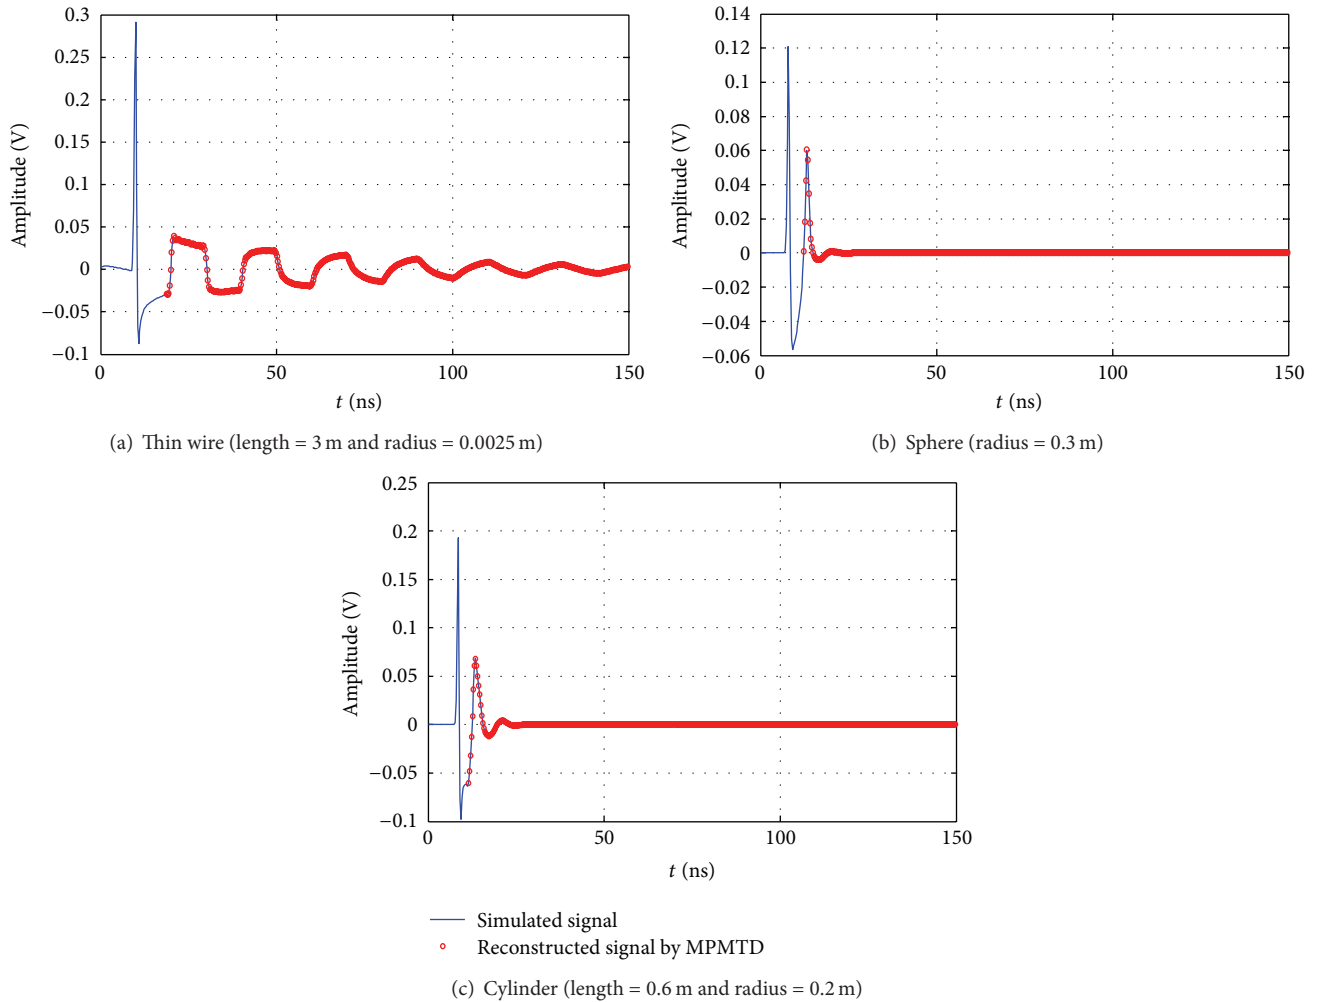 0.3
0.25
0.2
0.15
0.1
0.05
0
−0.05
−0.1
Amplitude (V)
0 50 100 150
t (ns)
(a) Thin wire (length = 3 m and radius = 0.0025 m)
0.14
0.12
0.1
0.08
0.06
0.04
0.02
0
−0.02
−0.04
−0.06
Amplitude (V)
0 50 100 150
t (ns)
(b) Sphere (radius = 0.3 m)
0.25
0.2
0.15
0.1
0.05
0
−0.05
−0.1
Amplitude (V)
0 50 100 150
t (ns)
Simulated signal
Reconstructed signal by MPMTD
(c) Cylinder (length = 0.6 m and radius = 0.2 m)